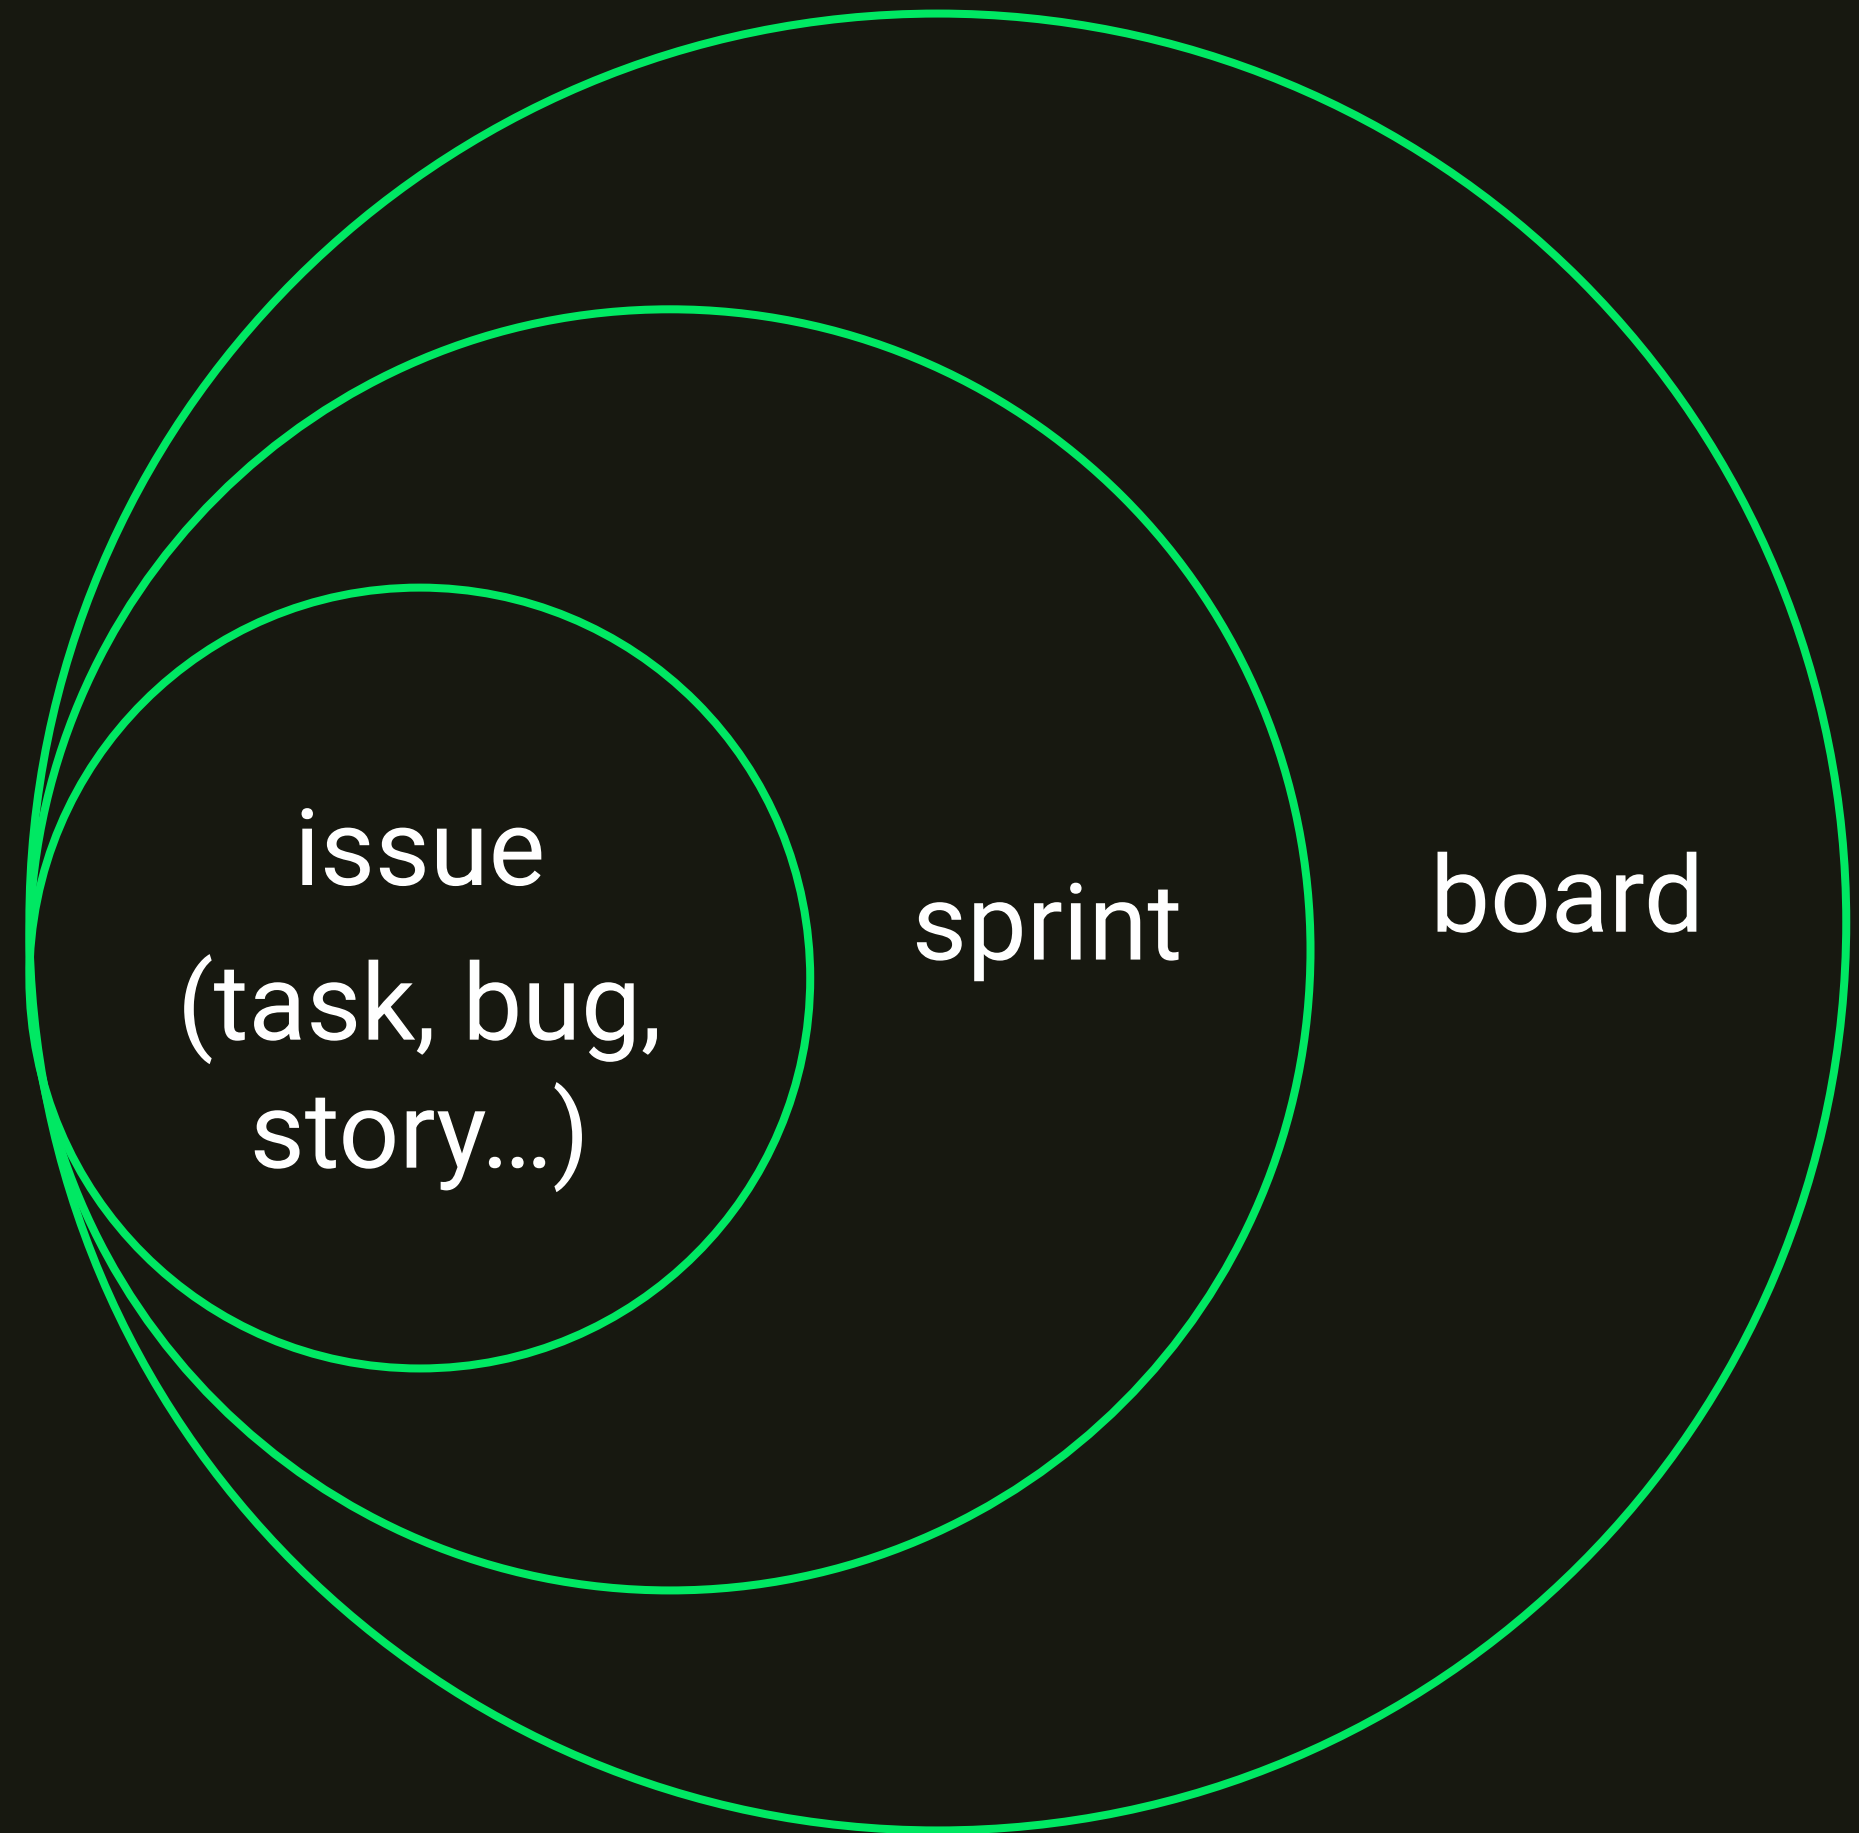 issue
(task, bug,
story...)
sprint
board